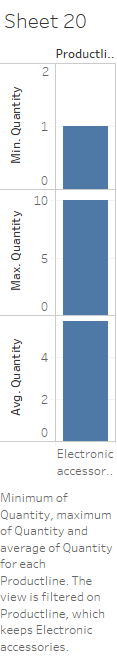 Sheet 20
Productli..
2
Min. Quantity
1
0
10
Max. Quantity
5
0
Avg. Quantity
4
2
0
Electronic
accessor..
Minimum of
Quantity, maximum
of Quantity and
average of Quantity
for each
Productline. The
view is filtered on
Productline, which
keeps Electronic
accessories.